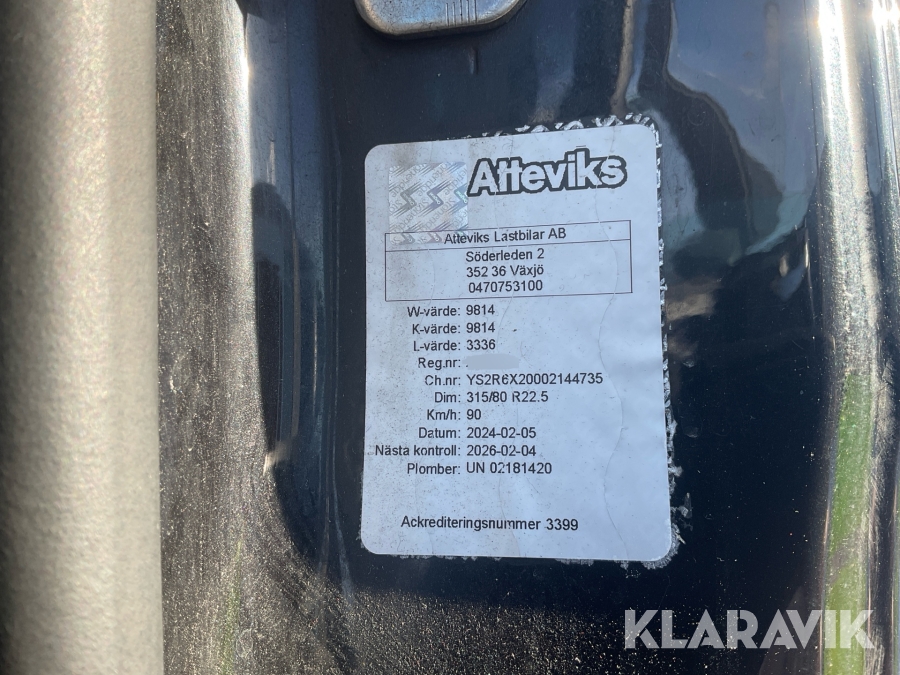 Atteviks
Atteviks Lastbilar AB
Söderleden 2
352 36 Växjö
0470753100
W-värde: 9814
K-värde: 9814
L-värde: 3336
Reg.nr: .
Ch.nr: YS2R6X20002144735
Dim: 315/80 R22.5
Km/h: 90
Datum: 2024-02-05
Nästa kontroll: 2026-02-04
Plomber: UN 02181420
Ackrediteringsnummer 3399
KLARAVIK